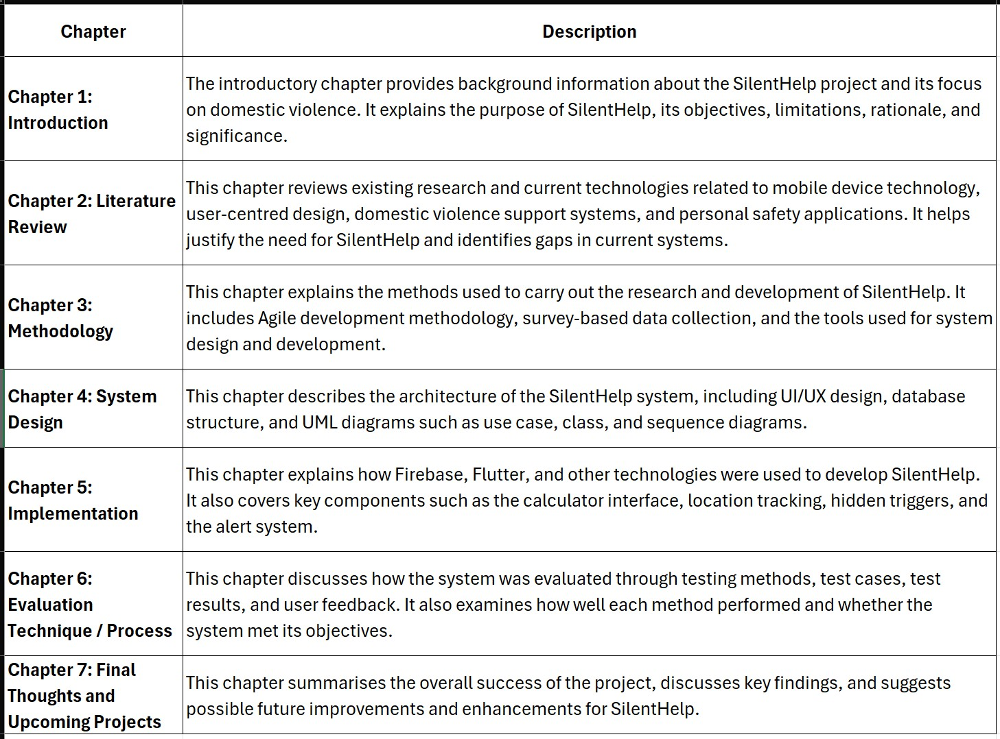 Chapter
Description
Chapter 1:
Introduction
The introductory chapter provides background information about the SilentHelp project and its focus
on domestic violence. It explains the purpose of SilentHelp, its objectives, limitations, rationale, and
significance.
Chapter 2: Literature
Review
This chapter reviews existing research and current technologies related to mobile device technology,
user-centred design, domestic violence support systems, and personal safety applications. It helps
justify the need for SilentHelp and identifies gaps in current systems.
Chapter 3:
Methodology
This chapter explains the methods used to carry out the research and development of SilentHelp. It
includes Agile development methodology, survey-based data collection, and the tools used for system
design and development.
Chapter 4: System
Design
This chapter describes the architecture of the SilentHelp system, including UI/UX design, database
structure, and UML diagrams such as use case, class, and sequence diagrams.
Chapter 5:
Implementation
This chapter explains how Firebase, Flutter, and other technologies were used to develop SilentHelp.
It also covers key components such as the calculator interface, location tracking, hidden triggers, and
the alert system.
Chapter 6:
Evaluation
Technique / Process
This chapter discusses how the system was evaluated through testing methods, test cases, test
results, and user feedback. It also examines how well each method performed and whether the
system met its objectives.
Chapter 7: Final
Thoughts and
Upcoming Projects
This chapter summarises the overall success of the project, discusses key findings, and suggests
possible future improvements and enhancements for SilentHelp.